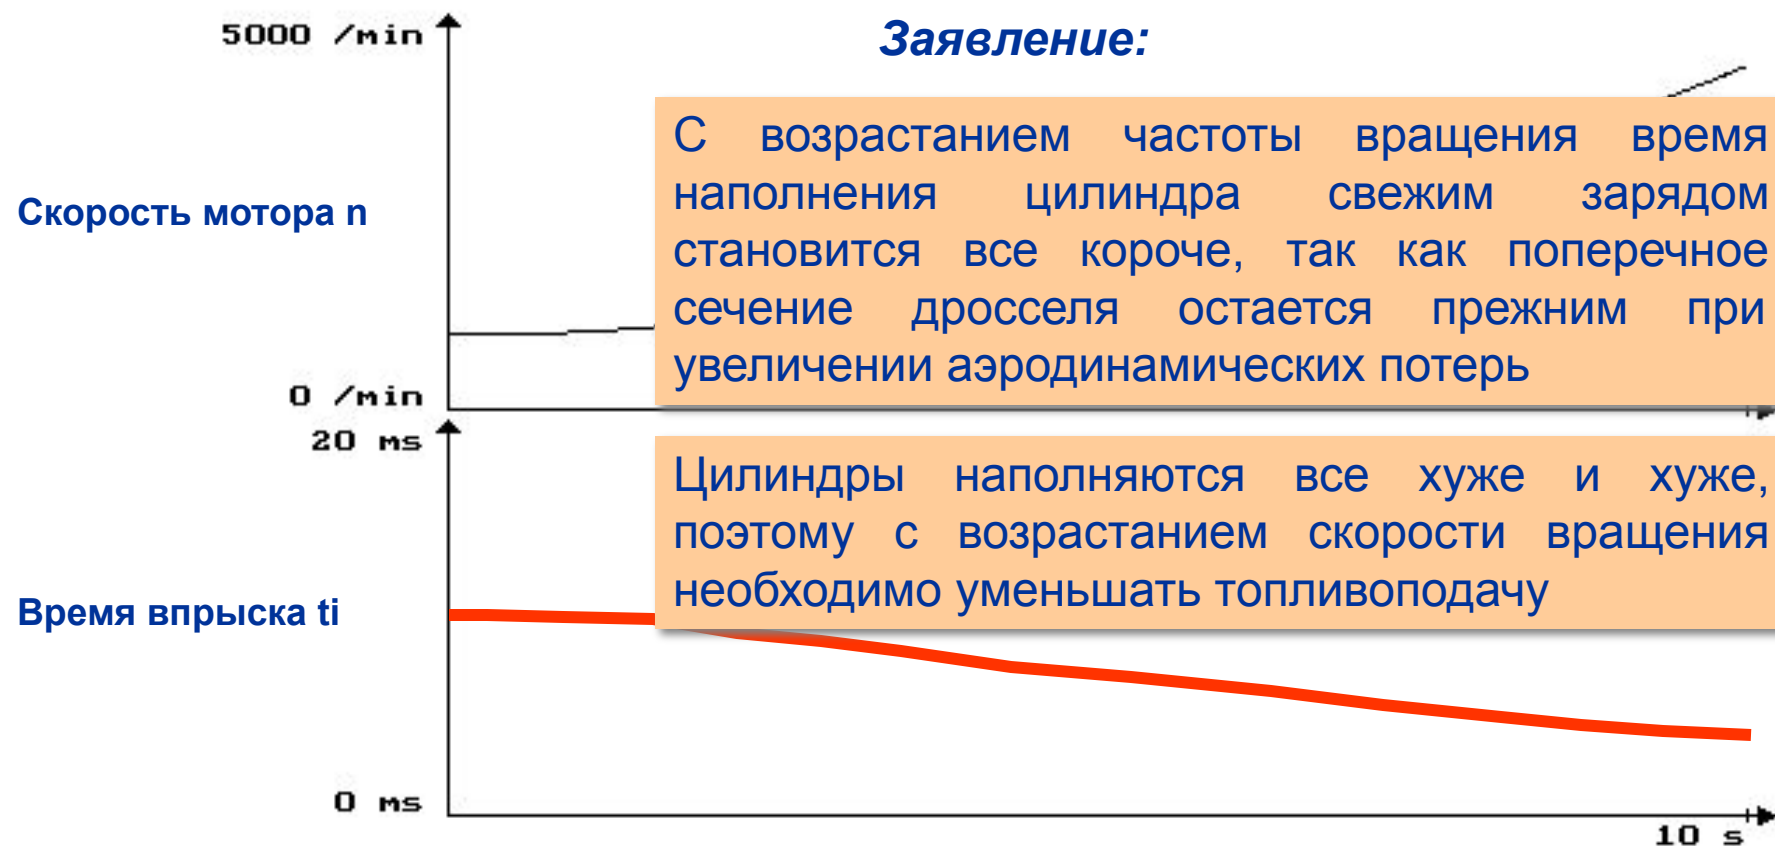 5000 /min
Заявление:
С возрастанием частоты вращения время
наполнения цилиндра свежим зарядом
становится все короче, так как поперечное
сечение дросселя остается прежним при
увеличении аэродинамических потерь
Скорость мотора n
0 /min
20 ms
Цилиндры наполняются все хуже и хуже,
поэтому с возрастанием скорости вращения
необходимо уменьшать топливоподачу
Время впрыска ti
0 ms
10 s